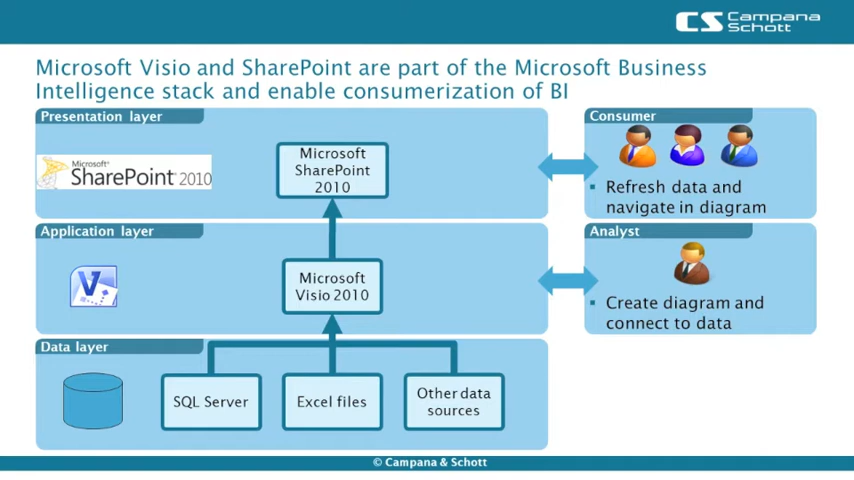 CS Campana
Schott
Microsoft Visio and SharePoint are part of the Microsoft Business
Intelligence stack and enable consumerization of BI
Presentation layer
Microsoft®
SharePoint 2010
Microsoft
SharePoint
2010
Consumer
▪ Refresh data and
navigate in diagram
Application layer
V
Microsoft
Visio 2010
Analyst
▪ Create diagram and
connect to data
Data layer
SQL Server
Excel files
Other data
sources
© Campana & Schott